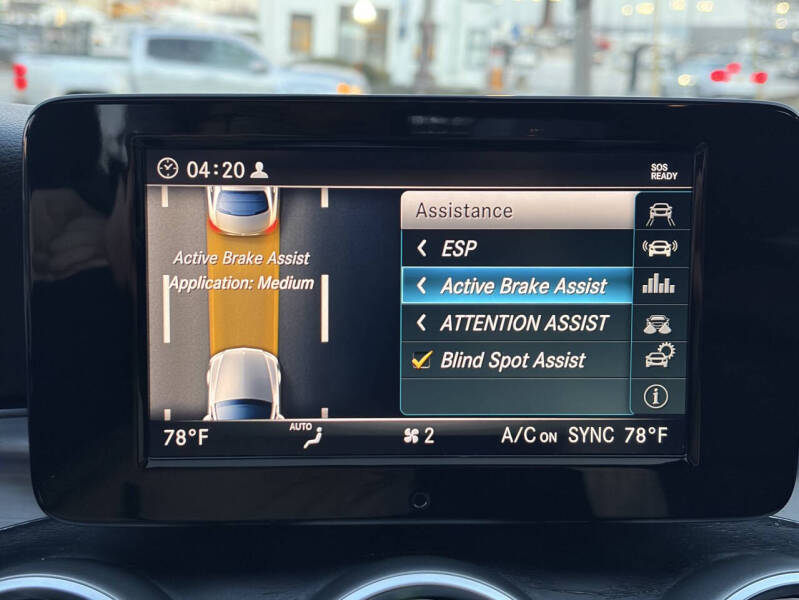 04:20
SOS
READY
Active Brake Assist
Application: Medium
Assistance
ESP
Active Brake Assist
ATTENTION ASSIST
Blind Spot Assist
78°F
AUTO
2
A/C ON SYNC 78°F